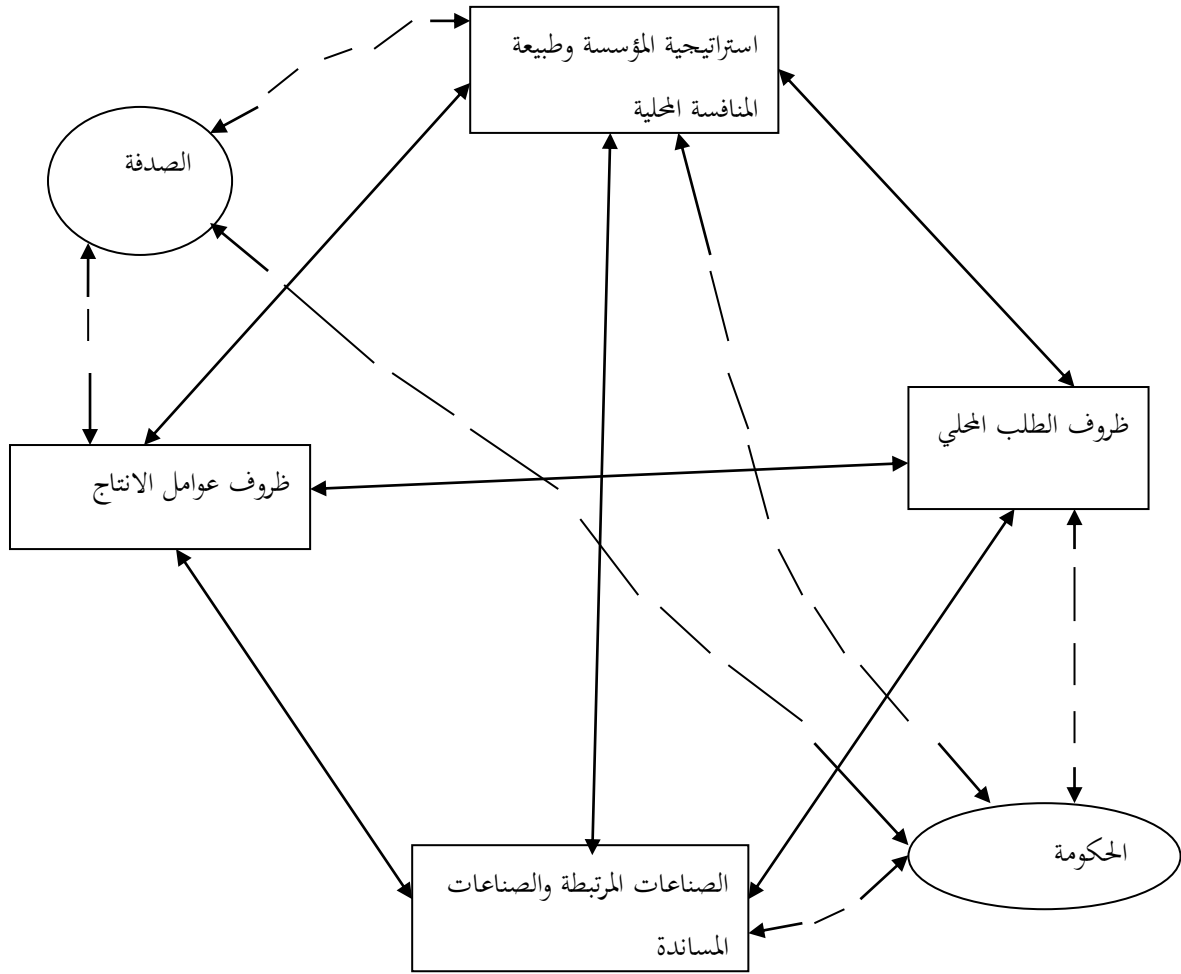 استراتيجية المؤسسة وطبيعة
المنافسة المحلية
الصدفة
ظروف الطلب المحلي
ظروف عوامل الانتاج
الحكومة
الصناعات المرتبطة والصناعات
المساندة